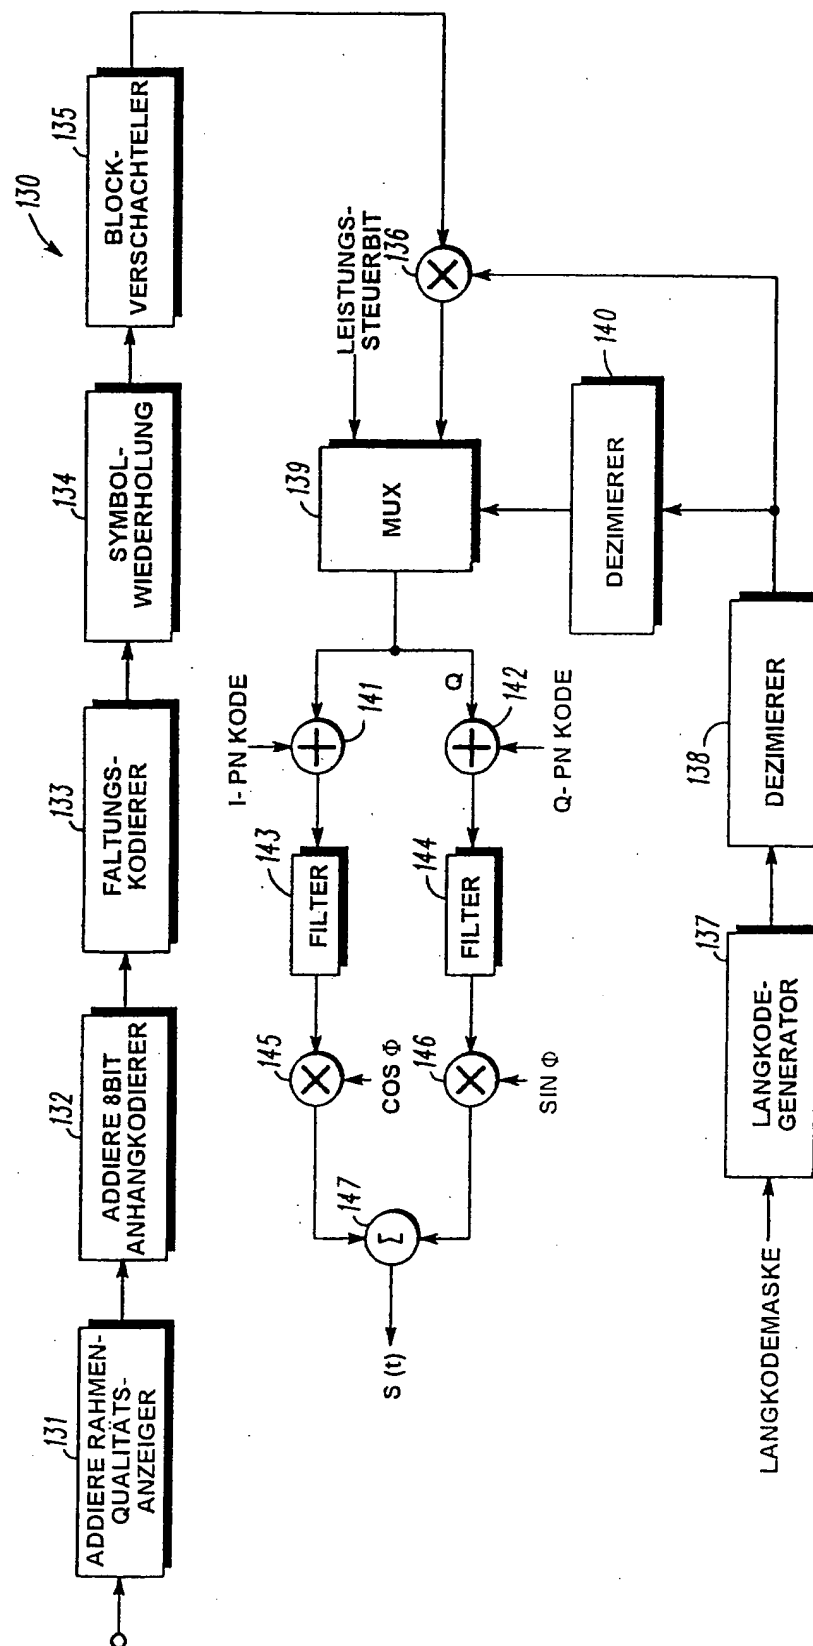 130
131
ADDIERE RAHMEN-
QUALITÄTS-
ANZEIGER
132
ADDIERE 8BIT
ANHANGKODIERER
133
FALTUNGS-
KODIERER
134
SYMBOL-
WIEDERHOLUNG
135
BLOCK-
VERSCHACHTELER
S (t)
147
Σ
145
COS Φ
143
FILTER
I- PN KODE
141
146
SIN Φ
144
FILTER
Q
142
Q- PN KODE
139
MUX
LEISTUNGS-
STEUERBIT
136
140
DEZIMIERER
LANGKODEMASKE
137
LANGKODE-
GENERATOR
138
DEZIMIERER